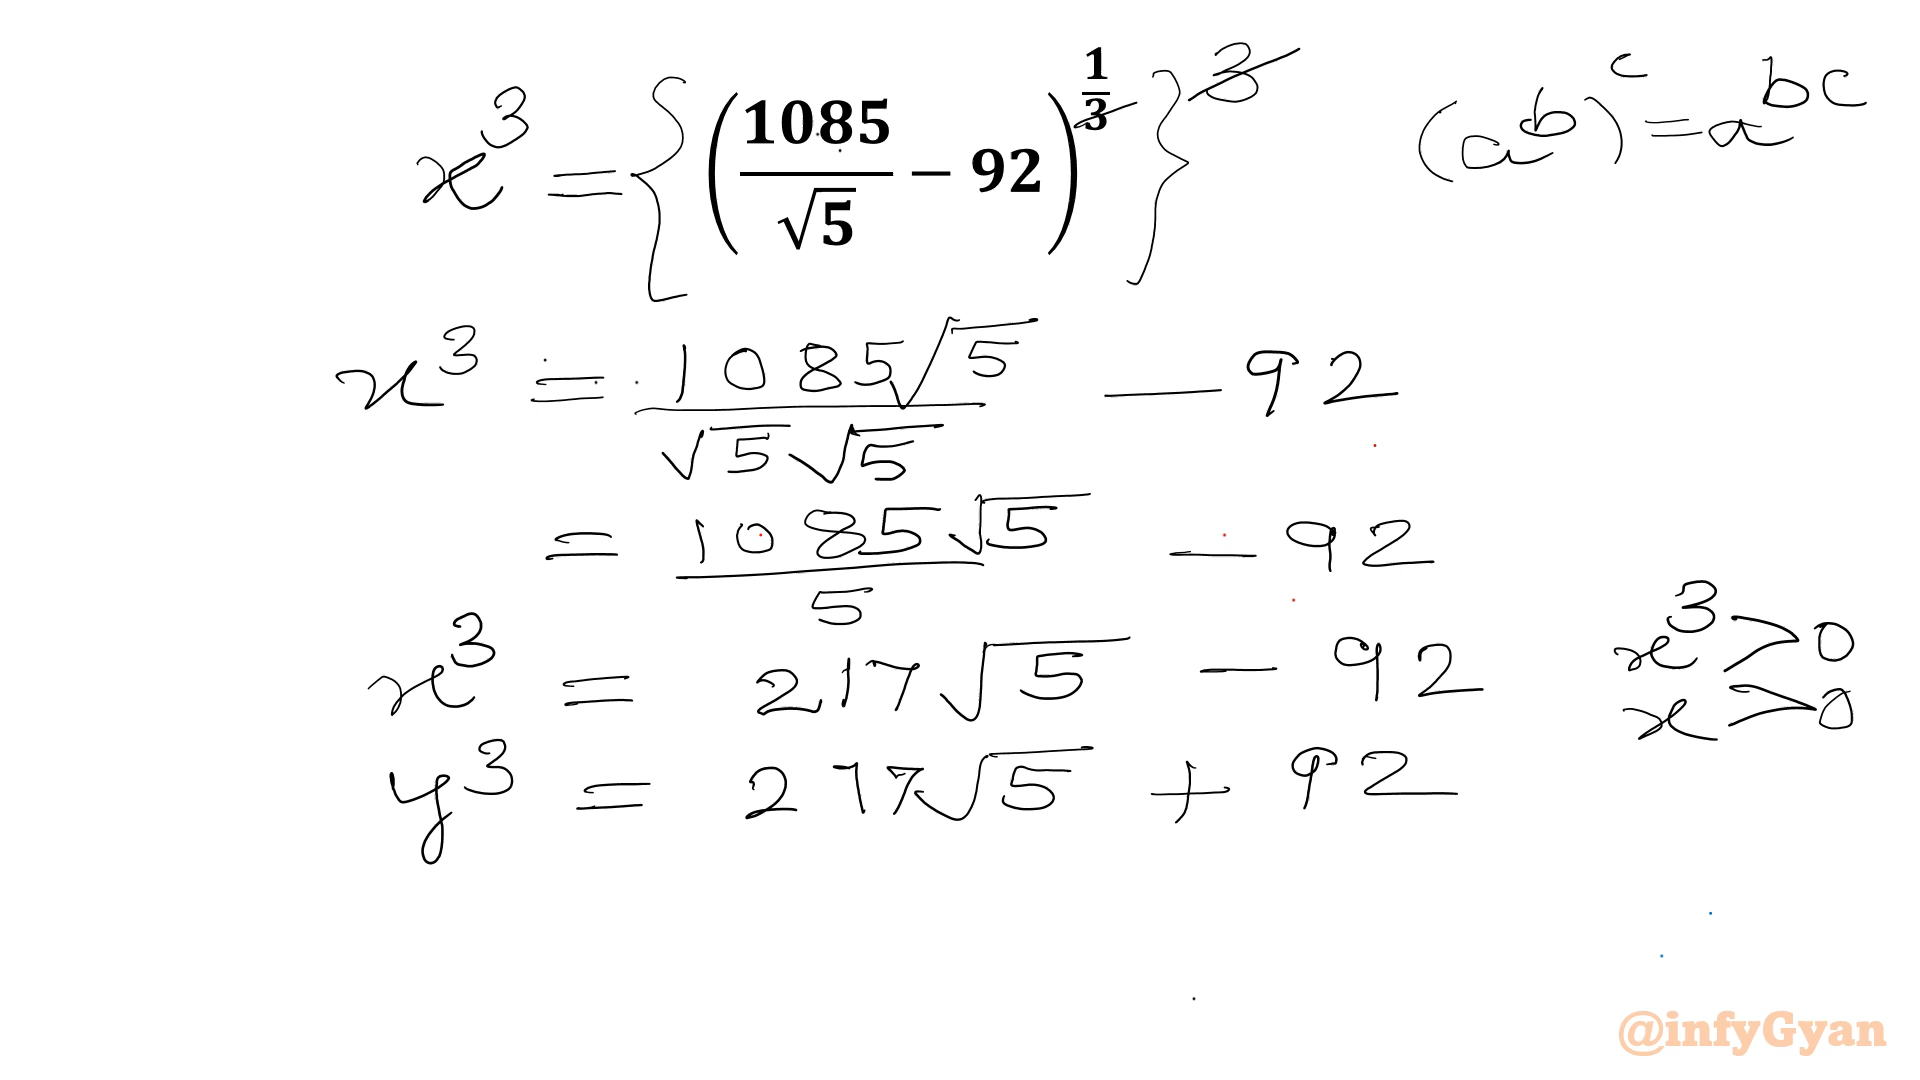 x³ = {(1085/√5 − 92)^(1/3)}³ (a^b)^c = a^bc
x³ = 1085√5/√5√5 − 92
= 1085√5/5 − 92
x³ = 217√5 − 92 x³ > 0
x > 0
y³ = 217√5 + 92
@infyGyan